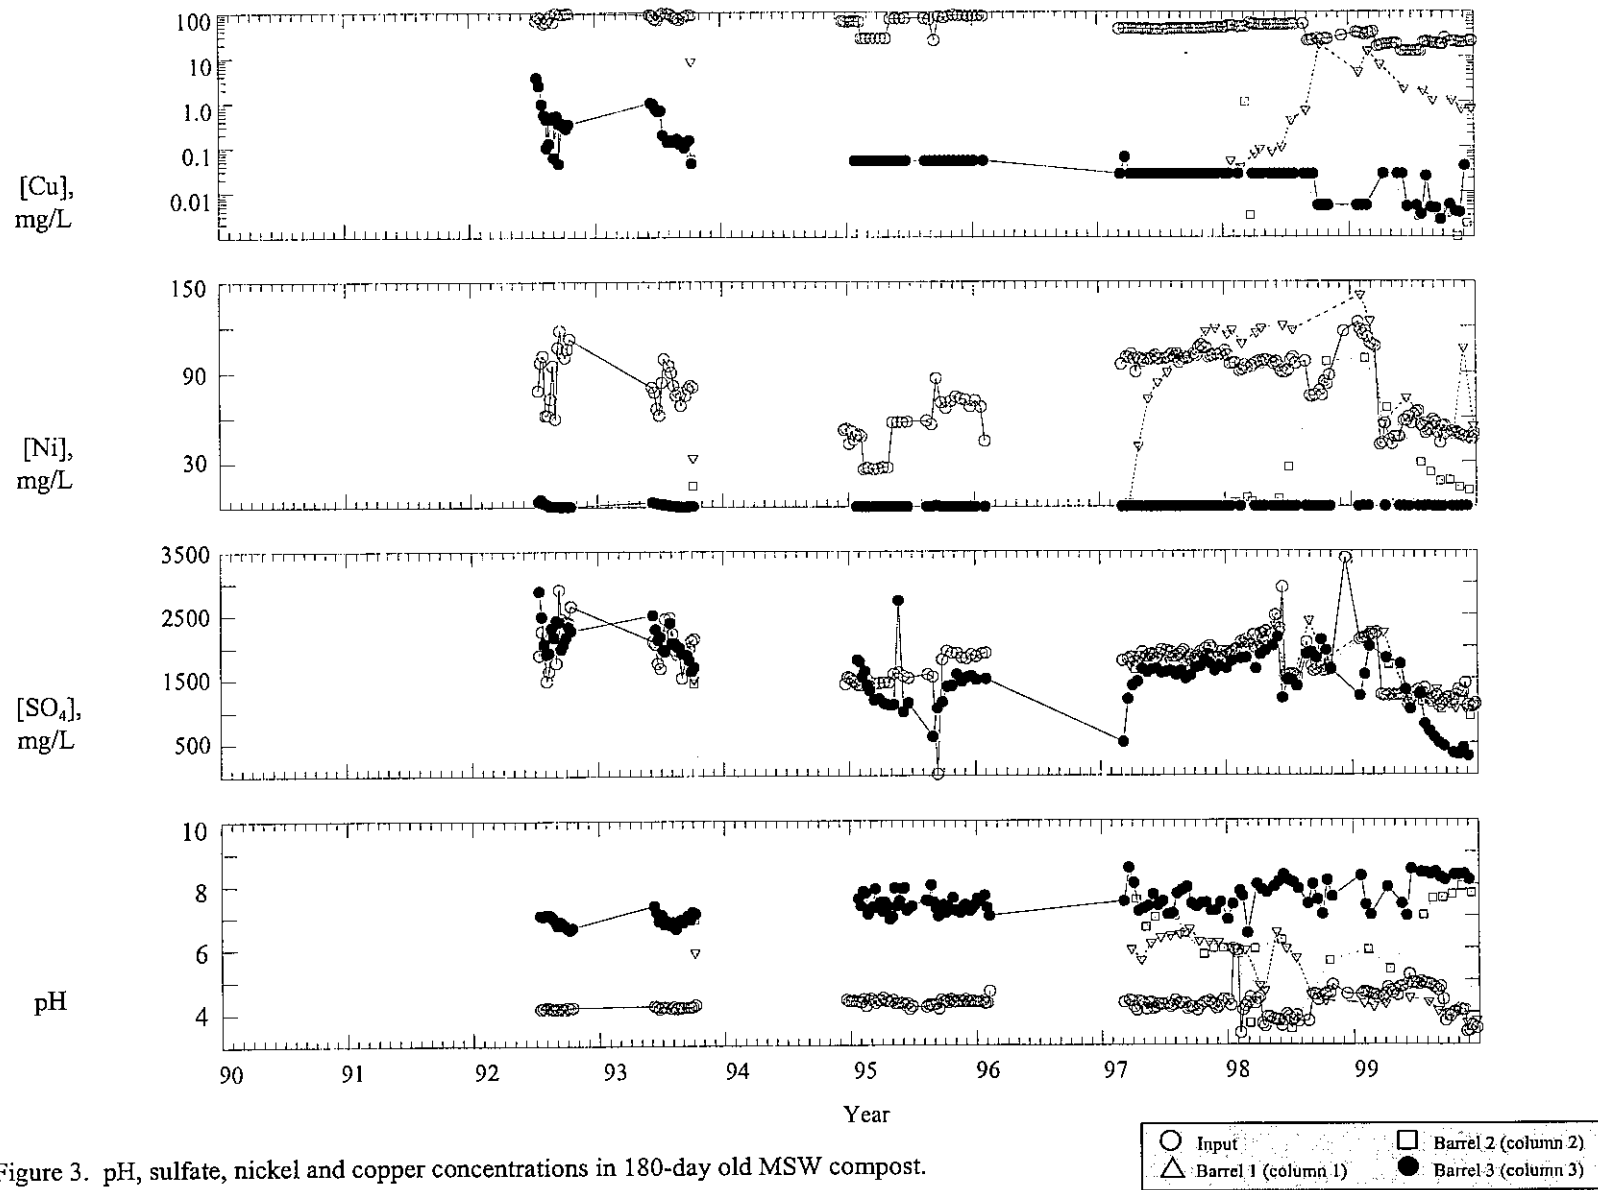 100
10
1.0
0.1
0.01
[Cu],
mg/L
150
90
30
[Ni],
mg/L
3500
2500
1500
500
[SO4],
mg/L
10
8
6
4
pH
90 91 92 93 94 95 96 97 98 99
Year
Input
Barrel 2 (column 2)
Barrel 1 (column 1)
Barrel 3 (column 3)
igure 3. pH, sulfate, nickel and copper concentrations in 180-day old MSW compost.